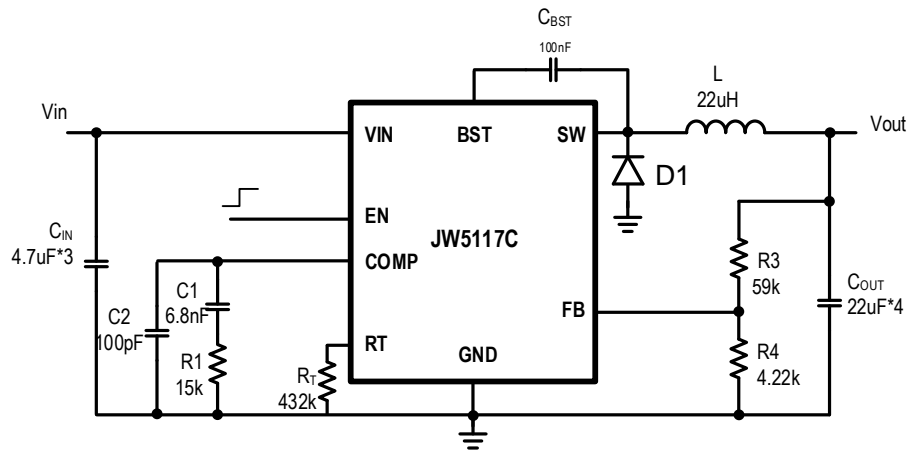 CBST
100nF
L
22uH
Vin
Vout
VIN
BST
SW
D1
EN
JW5117C
CIN
4.7uF*3
COMP
R3
59k
C1
6.8nF
COUT
22uF*4
C2
100pF
FB
R1
15k
RT
GND
R4
4.22k
RT
432k